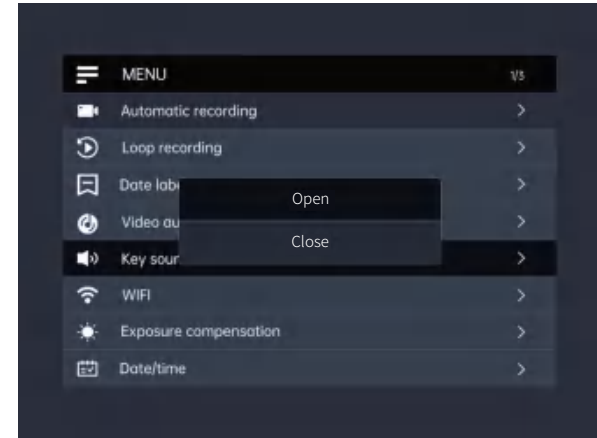 MENU 1/3
Automatic recording
Loop recording
Date lab
Open
Video au
Close
Key soun
WIFI
Exposure compensation
Date/time